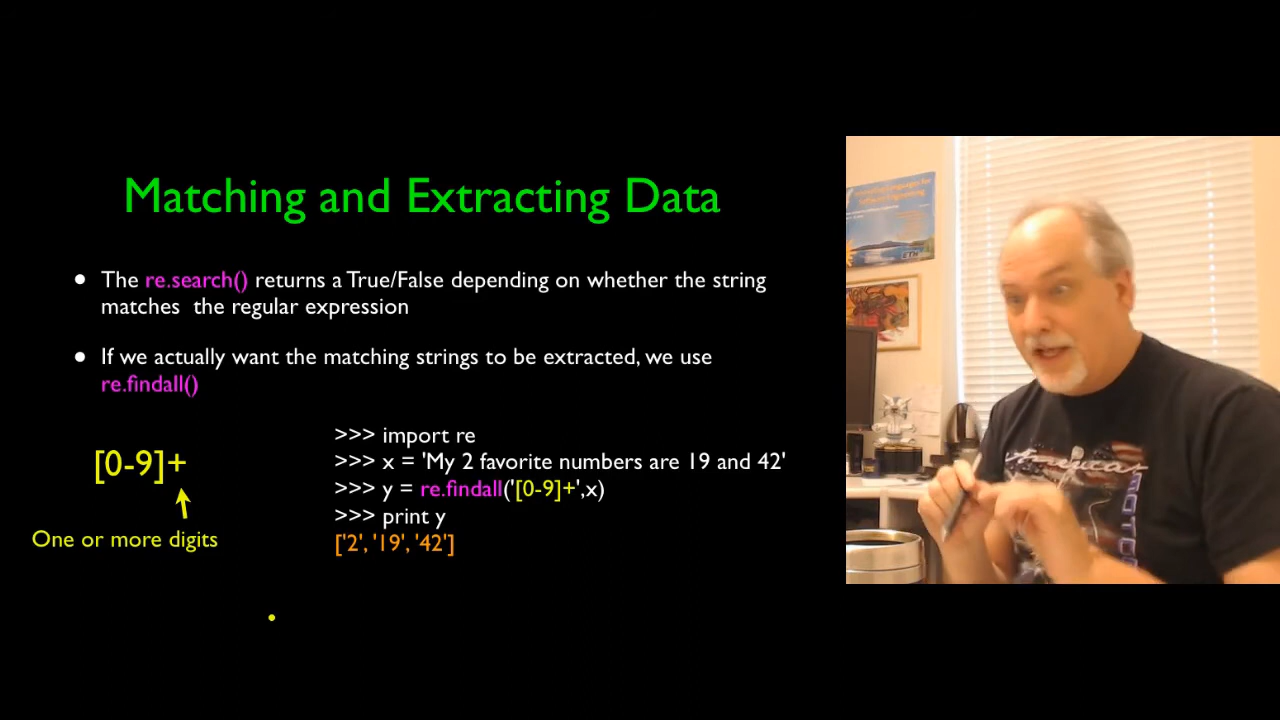 Matching and Extracting Data
• The re.search() returns a True/False depending on whether the string
matches the regular expression
• If we actually want the matching strings to be extracted, we use
re.findall()
[0-9]+
One or more digits
>>> import re
>>> x = 'My 2 favorite numbers are 19 and 42'
>>> y = re.findall('[0-9]+',x)
>>> print y
['2', '19', '42']
ETH
American